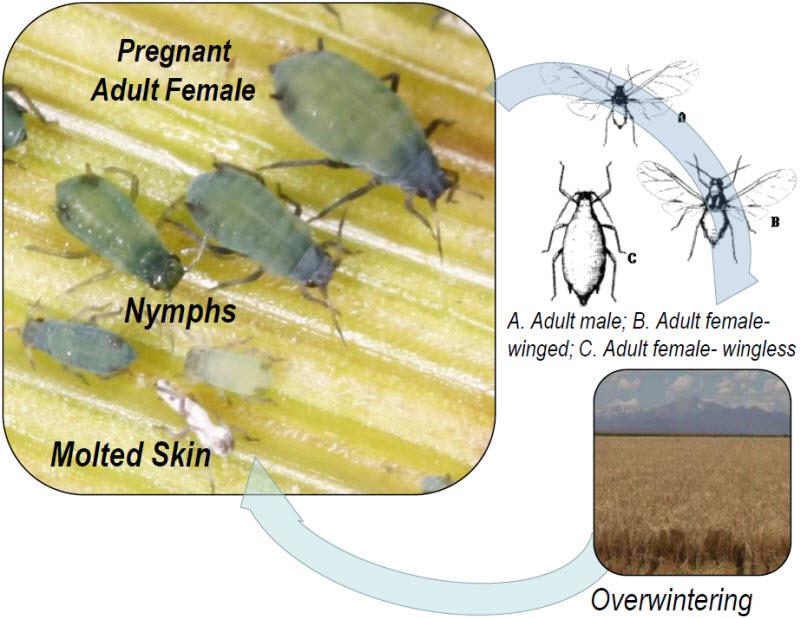 Pregnant
Adult Female
Nymphs
Molted Skin
A
B
C
A. Adult male; B. Adult female-
winged; C. Adult female- wingless
Overwintering